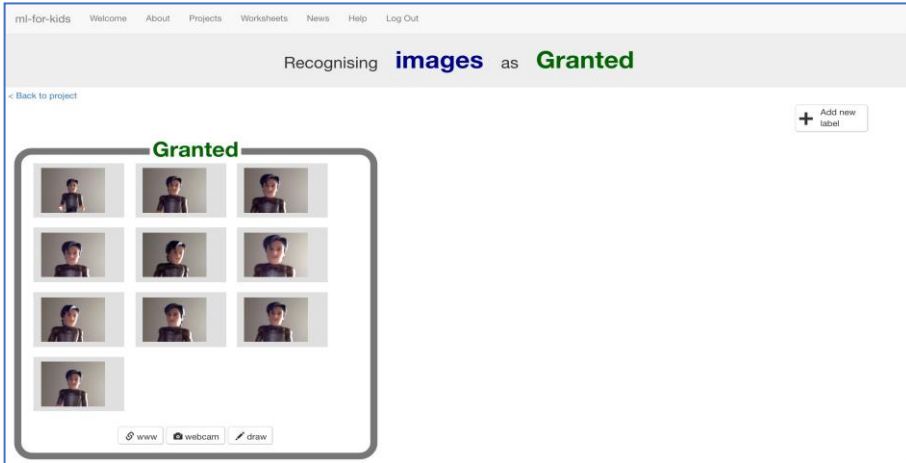 ml-for-kids Welcome About Projects Worksheets News Help Log Out
Recognising images as Granted
< Back to project
Add new
label
Granted
www webcam draw